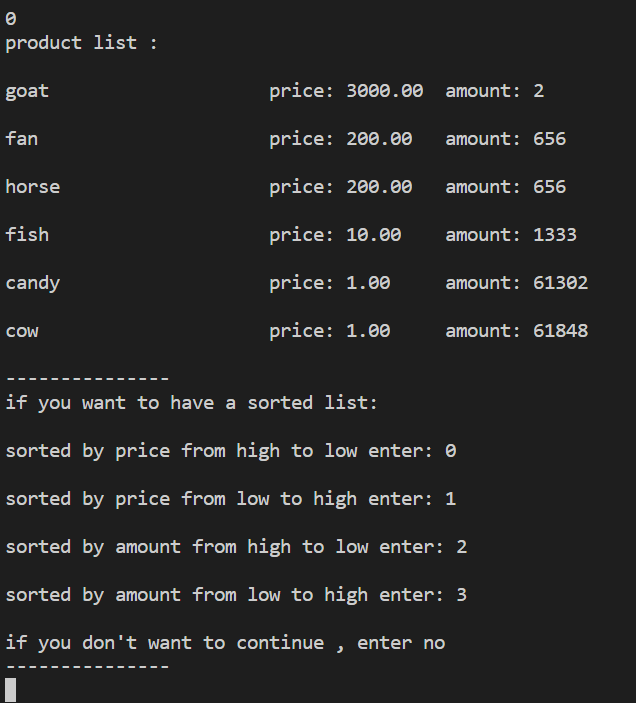 0
product list :
goat price: 3000.00 amount: 2
fan price: 200.00 amount: 656
horse price: 200.00 amount: 656
fish price: 10.00 amount: 1333
candy price: 1.00 amount: 61302
cow price: 1.00 amount: 61848
---------------
if you want to have a sorted list:
sorted by price from high to low enter: 0
sorted by price from low to high enter: 1
sorted by amount from high to low enter: 2
sorted by amount from low to high enter: 3
if you don't want to continue , enter no
---------------